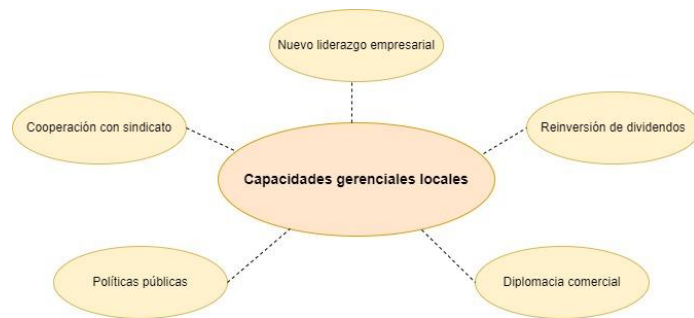 Nuevo liderazgo empresarial
Cooperación con sindicato
Reinversión de dividendos
Capacidades gerenciales locales
Políticas públicas
Diplomacia comercial